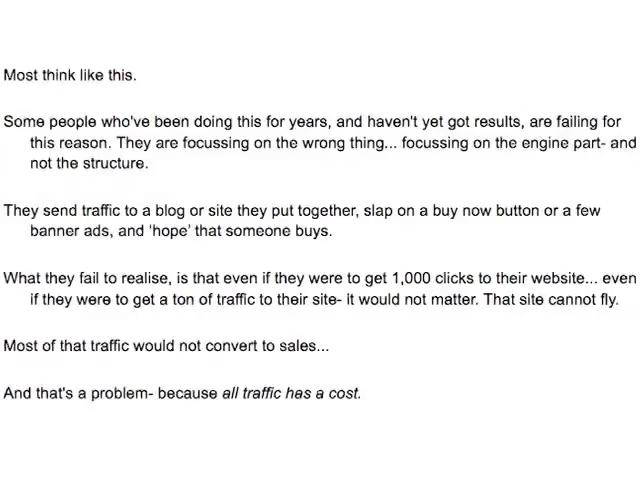 Most think like this.
Some people who've been doing this for years, and haven't yet got results, are failing for
this reason. They are focussing on the wrong thing... focussing on the engine part- and
not the structure.
They send traffic to a blog or site they put together, slap on a buy now button or a few
banner ads, and ‘hope’ that someone buys.
What they fail to realise, is that even if they were to get 1,000 clicks to their website... even
if they were to get a ton of traffic to their site- it would not matter. That site cannot fly.
Most of that traffic would not convert to sales...
And that's a problem- because all traffic has a cost.